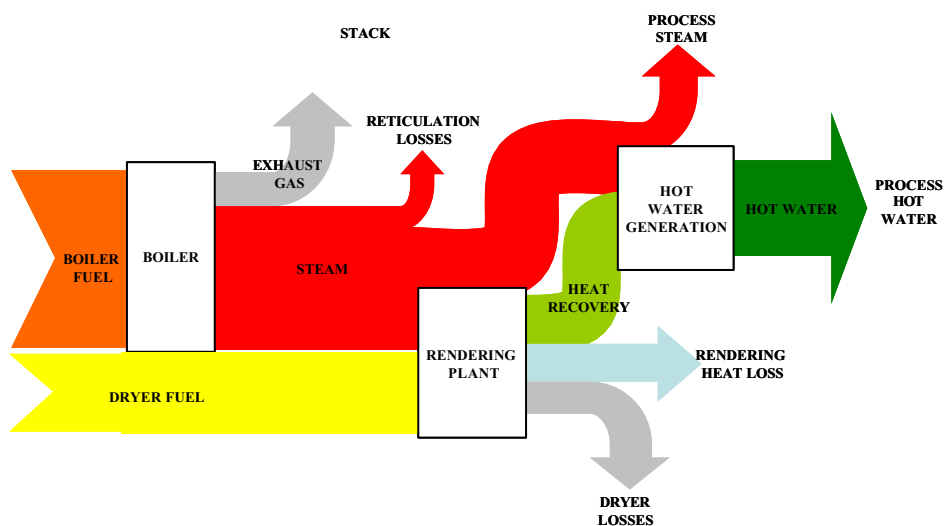 STACK
PROCESS
STEAM
RETICULATION
LOSSES
EXHAUST
GAS
BOILER
FUEL
BOILER
STEAM
HOT
WATER
GENERATION
HOT WATER
PROCESS
HOT
WATER
HEAT
RECOVERY
RENDERING
PLANT
RENDERING
HEAT LOSS
DRYER FUEL
DRYER
LOSSES